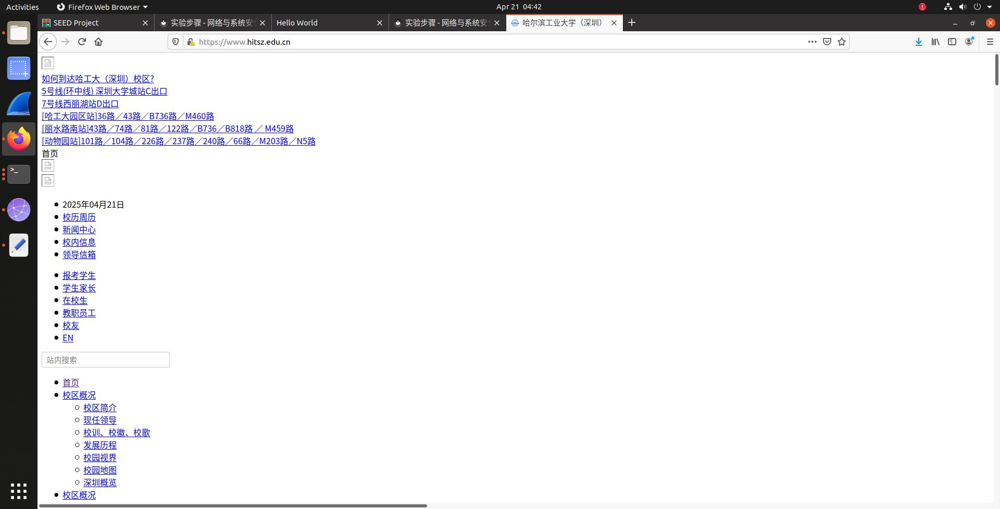 Activities
Firefox Web Browser
Apr 21 04:42
SEED Project
实验步骤 - 网络与系统安
Hello World
实验步骤 - 网络与系统安
哈尔滨工业大学（深圳）
https://www.hitsz.edu.cn
如何到达哈工大（深圳）校区?
5号线(环中线) 深圳大学城站C出口
7号线西丽湖站D出口
[哈工大园区站]36路／43路／B736路／M460路
[丽水路南站]43路／74路／81路／122路／B736／B818路 ／ M459路
[动物园站]101路／104路／226路／237路／240路／66路／M203路／N5路
首页
2025年04月21日
校历周历
新闻中心
校内信息
领导信箱
报考学生
学生家长
在校生
教职员工
校友
EN
站内搜索
首页
校区概况
校区简介
现任领导
校训、校徽、校歌
发展历程
校园视界
校园地图
深圳概览
校区概况